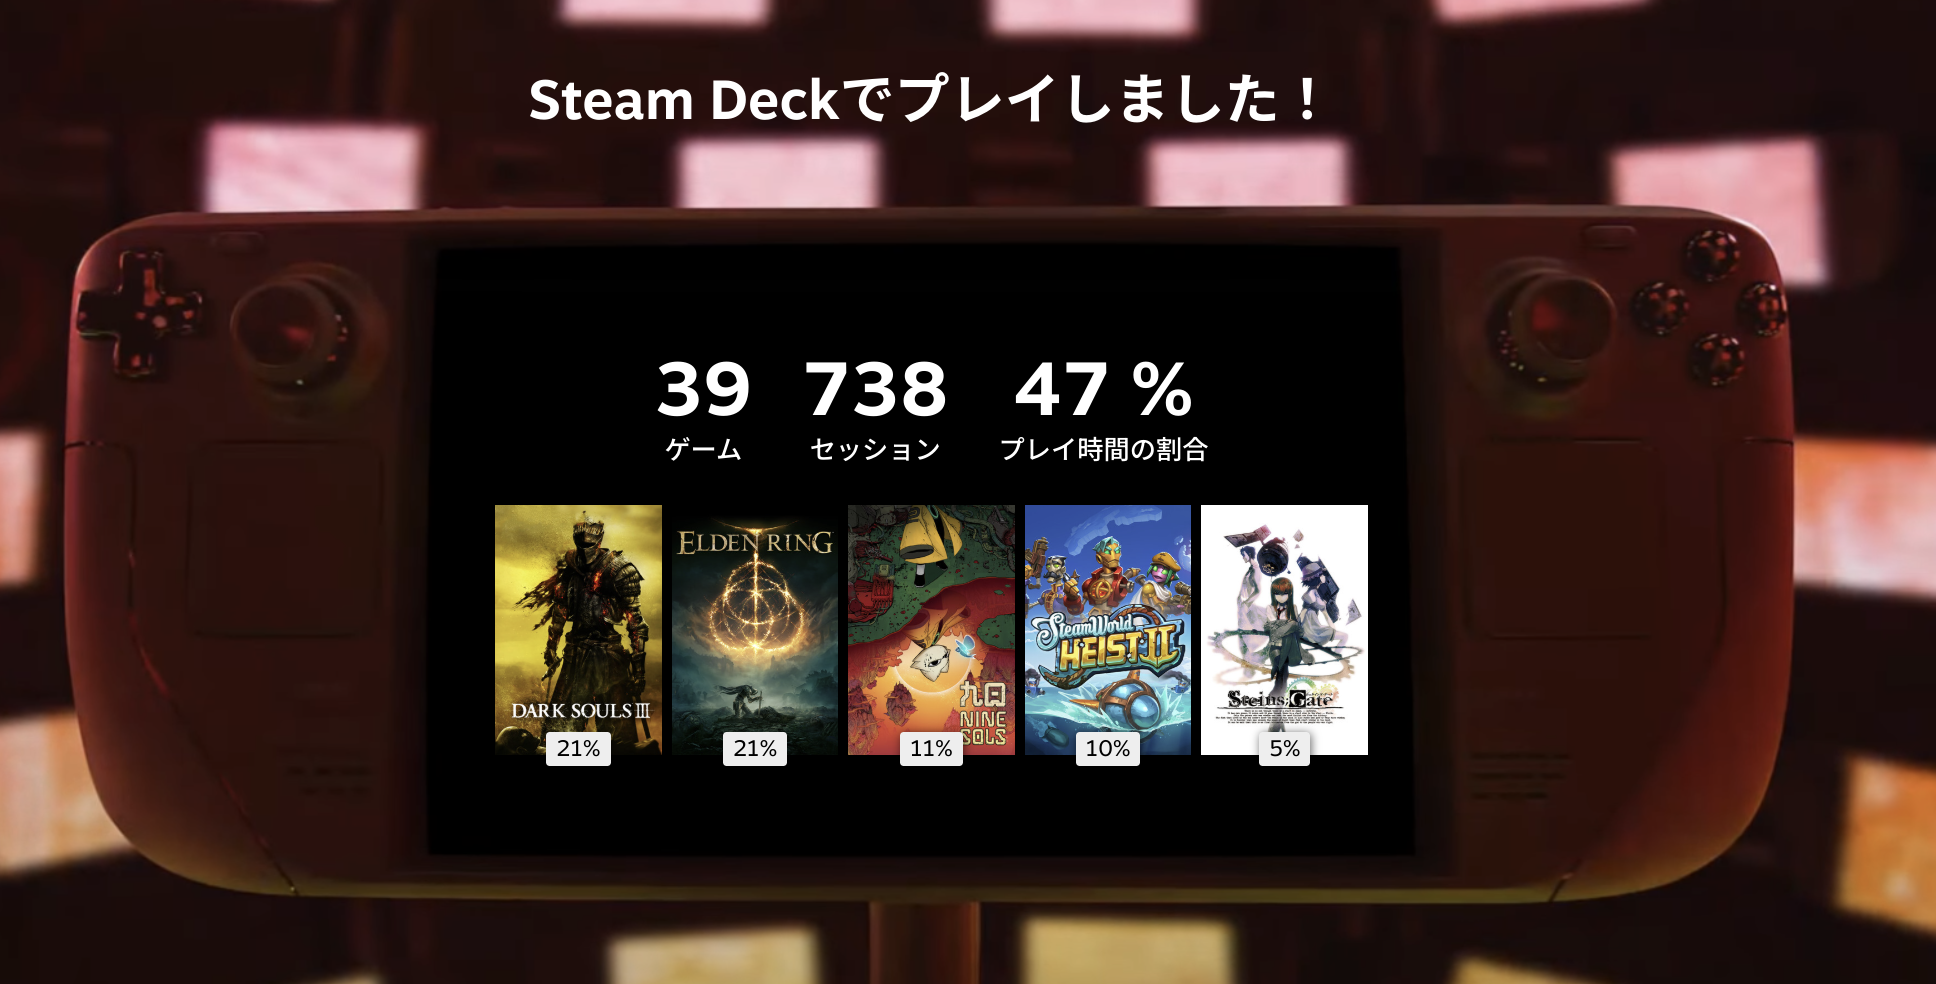 Steam Deckでプレイしました！
39 738 47 %
ゲーム セッション プレイ時間の割合
ELDEN RING
SteamWorld
HEIST II
九日
NINE
SOLS
Steins;Gate
DARK SOULS III
21% 21% 11% 10% 5%